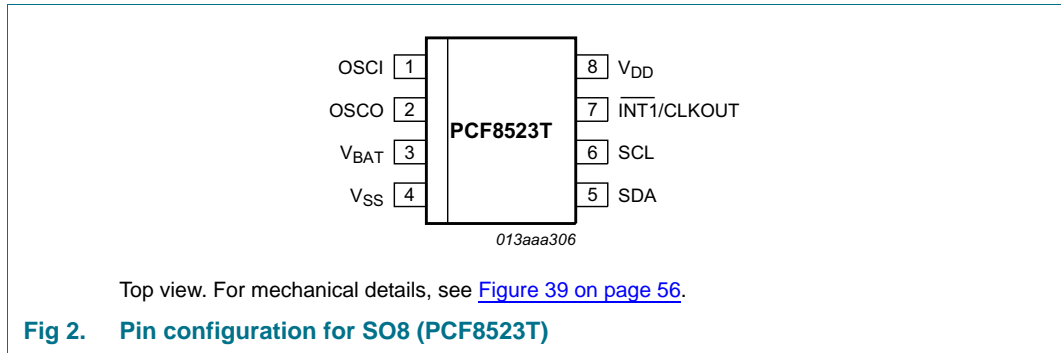 OSCI 1 8 VDD
OSCO 2 7 INT1/CLKOUT
PCF8523T
VBAT 3 6 SCL
VSS 4 5 SDA
013aaa306
Top view. For mechanical details, see Figure 39 on page 56.
Fig 2. Pin configuration for SO8 (PCF8523T)